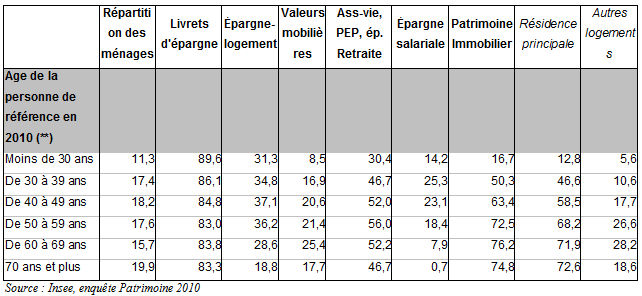 Répartiti Livrets Épargne- Valeurs Ass-vie, Épargne Patrimoine Résidence Autres
on des d'épargne logement mobiliè PEP, ép. salariale Immobilier principale logement
ménages res Retraite s
Age de la
personne de
référence en
2010 (**)
Moins de 30 ans 11,3 89,6 31,3 8,5 30,4 14,2 16,7 12,8 5,6
De 30 à 39 ans 17,4 86,1 34,8 16,9 46,7 25,3 50,3 46,6 10,6
De 40 à 49 ans 18,2 84,8 37,1 20,6 52,0 23,1 63,4 58,5 17,7
De 50 à 59 ans 17,6 83,0 36,2 21,4 56,0 18,4 72,5 68,2 26,6
De 60 à 69 ans 15,7 83,8 28,6 25,4 52,2 7,9 76,2 71,9 28,2
70 ans et plus 19,9 83,3 18,8 17,7 46,7 0,7 74,8 72,6 18,6
Source : Insee, enquête Patrimoine 2010